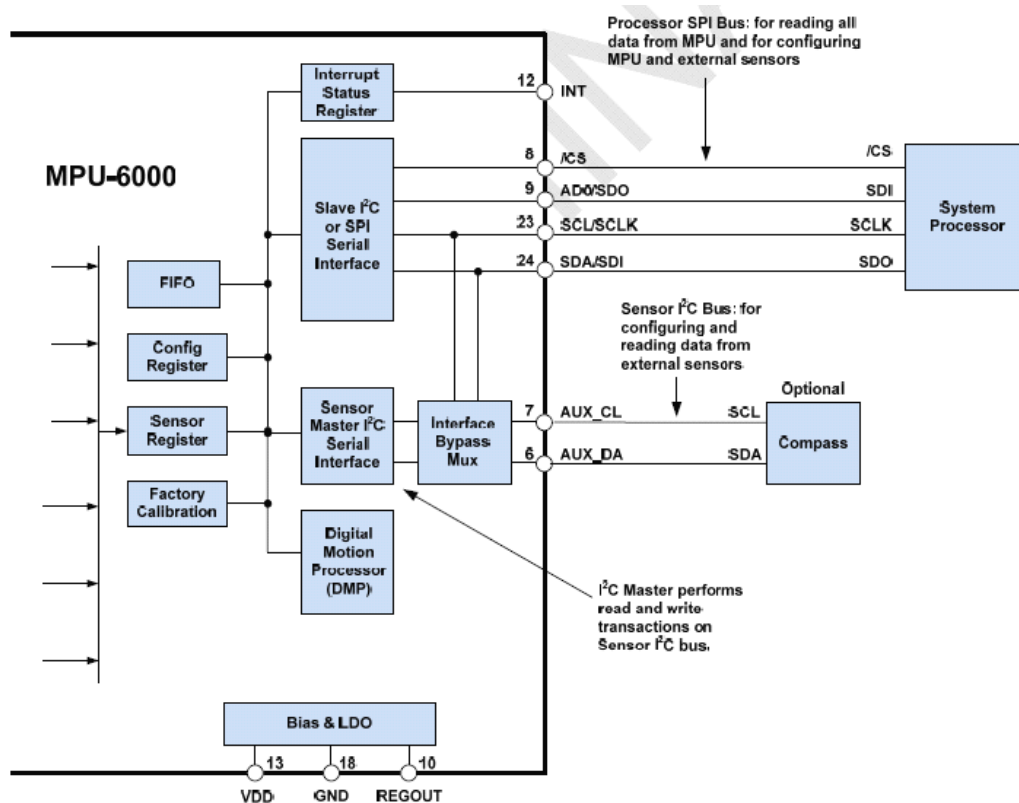 Processor SPI Bus: for reading all
data from MPU and for configuring
MPU and external sensors
MPU-6000
Interrupt
Status
Register
12
INT
Slave I²C
or SPI
Serial
Interface
8
/CS
9
AD0/SDO
23
SCL/SCLK
24
SDA/SDI
/CS
SDI
SCLK
SDO
System
Processor
FIFO
Config
Register
Sensor
Register
Factory
Calibration
Sensor I²C Bus: for
configuring and
reading data from
external sensors
Sensor
Master I²C
Serial
Interface
Interface
Bypass
Mux
7
AUX_CL
6
AUX_DA
SCL
SDA
Optional
Compass
Digital
Motion
Processor
(DMP)
I²C Master performs
read and write
transactions on
Sensor I²C bus.
Bias & LDO
13
18
10
VDD
GND
REGOUT